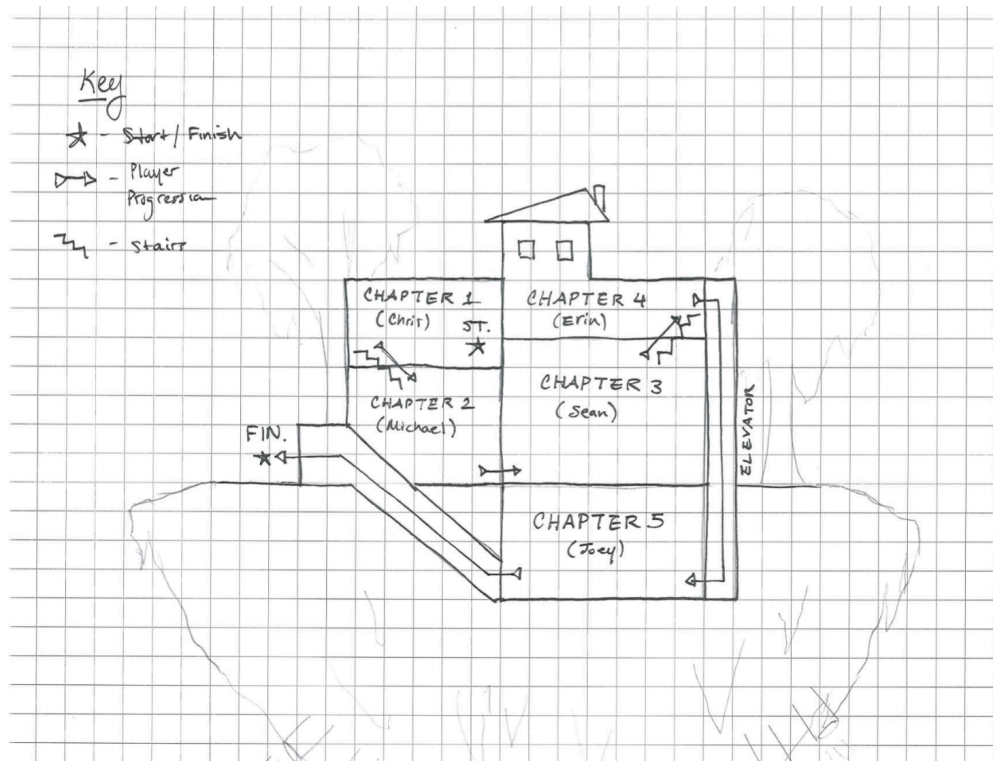 Key
- Start / Finish
- Player
Progression
- Stairs
CHAPTER 1
(Chris)
ST.
CHAPTER 4
(Erin)
CHAPTER 2
(Michael)
CHAPTER 3
(Sean)
ELEVATOR
FIN.
CHAPTER 5
(Joey)